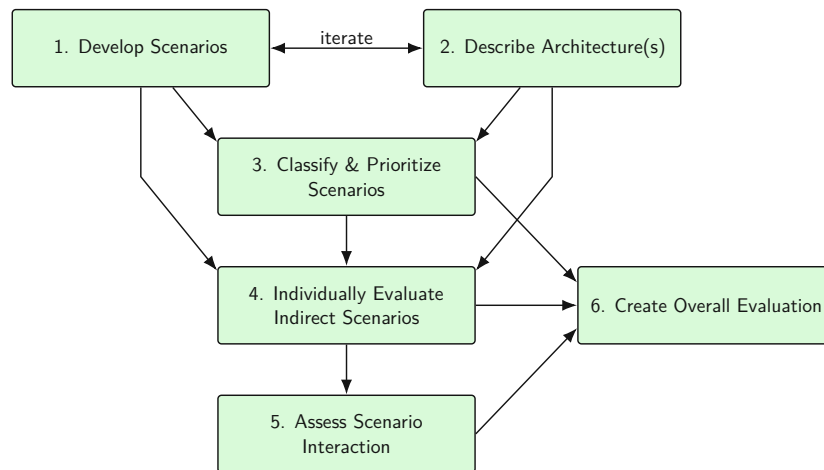 1. Develop Scenarios
iterate
2. Describe Architecture(s)
3. Classify & Prioritize
Scenarios
4. Individually Evaluate
Indirect Scenarios
6. Create Overall Evaluation
5. Assess Scenario
Interaction